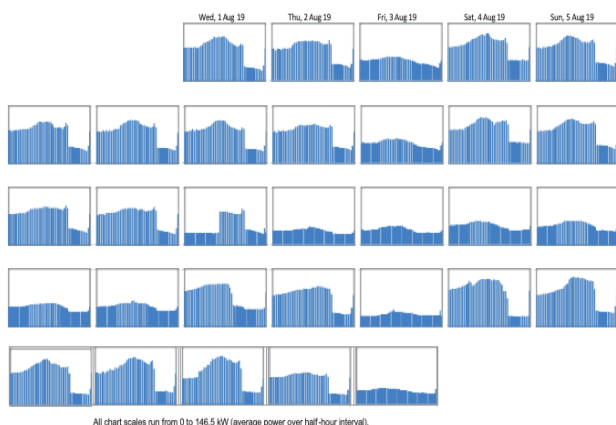 Wed, 1 Aug 19
Thu, 2 Aug 19
Fri, 3 Aug 19
Sat, 4 Aug 19
Sun, 5 Aug 19
All chart scales run from 0 to 146.5 kW (average power over half-hour interval).